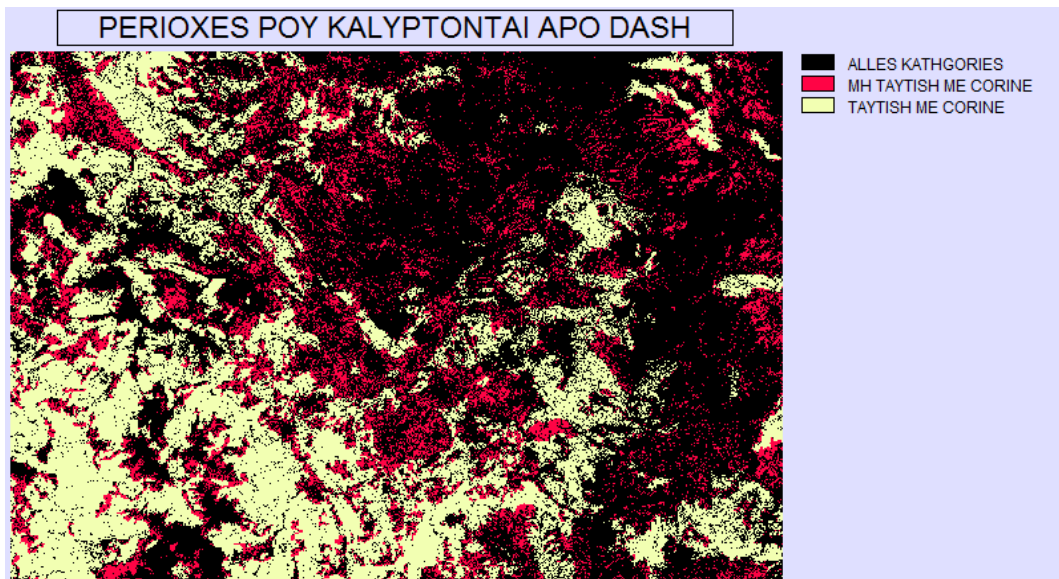 PERIOXES POY KALYPTONTAI APO DASH
ALLES KATHGORIES
MH TAYTISH ME CORINE
TAYTISH ME CORINE